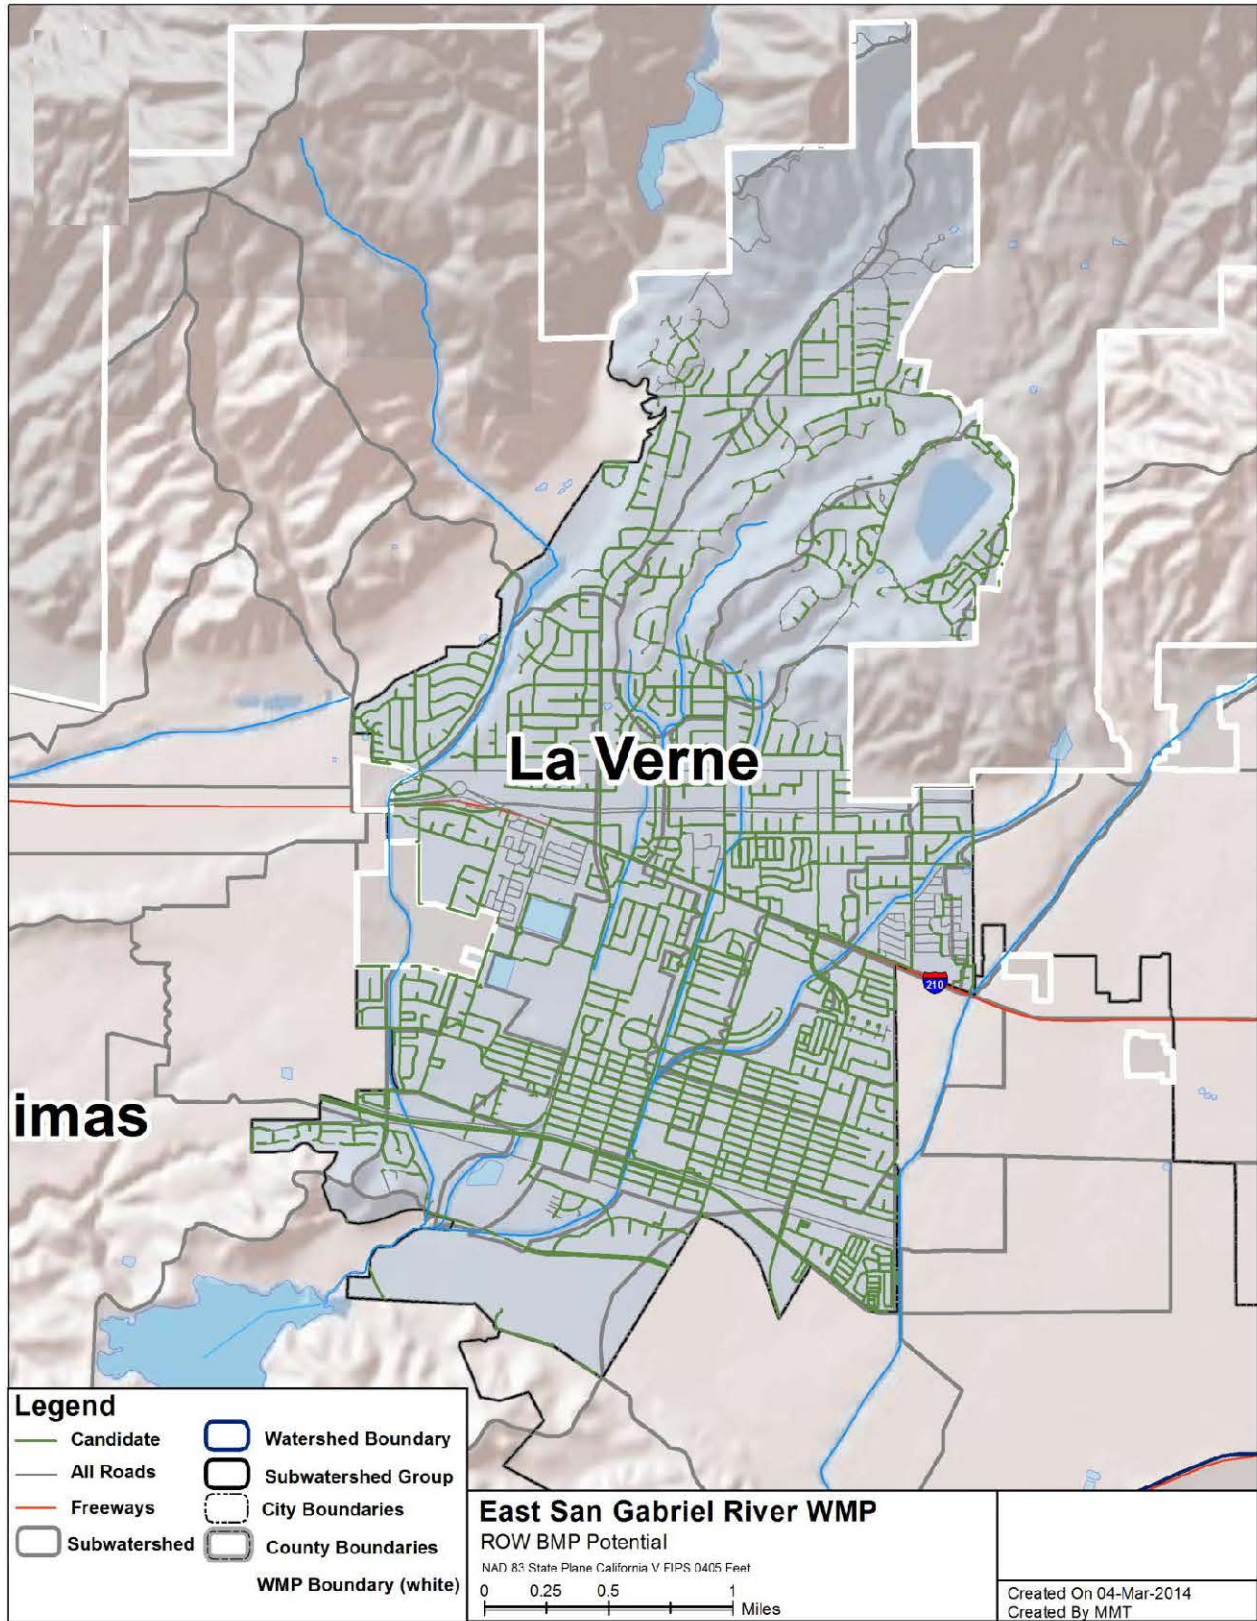 La Verne
210
imas
Legend
Candidate
All Roads
Freeways
Subwatershed
Watershed Boundary
Subwatershed Group
City Boundaries
County Boundaries
WMP Boundary (white)
East San Gabriel River WMP
ROW BMP Potential
NAD 83 State Plane California V FIPS 0405 Feet
0 0.25 0.5 1
Miles
Created On 04-Mar-2014
Created By MMT